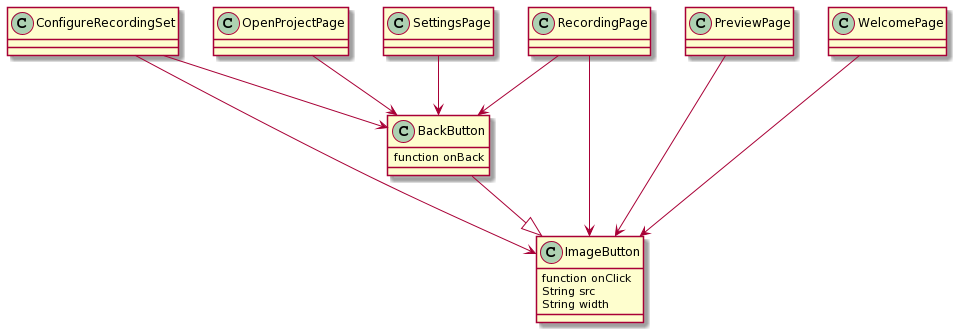 C ConfigureRecordingSet
C OpenProjectPage
C SettingsPage
C RecordingPage
C PreviewPage
C WelcomePage
C BackButton
function onBack
C ImageButton
function onClick
String src
String width